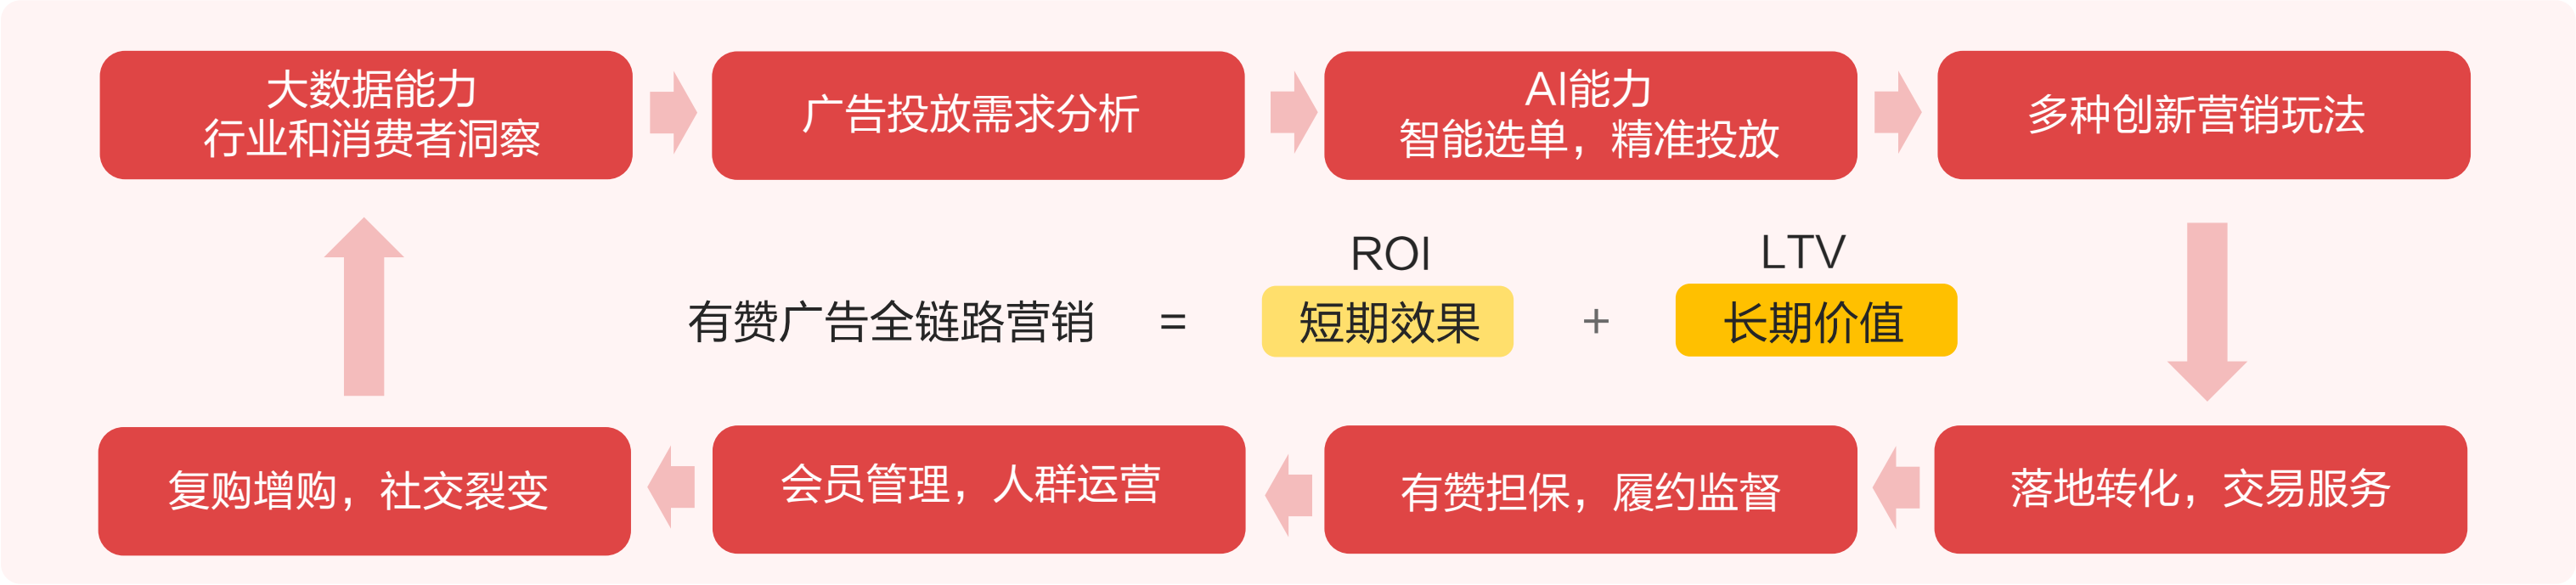 大数据能力
行业和消费者洞察
广告投放需求分析
AI能力
智能选单，精准投放
多种创新营销玩法
ROI
LTV
有赞广告全链路营销 = 短期效果 + 长期价值
复购增购，社交裂变
会员管理，人群运营
有赞担保，履约监督
落地转化，交易服务